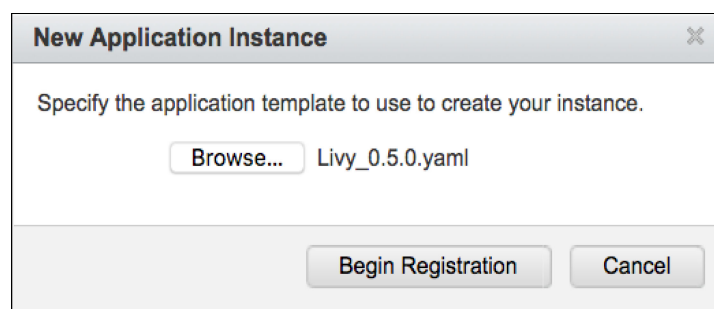 New Application Instance
Specify the application template to use to create your instance.
Browse... Livy_0.5.0.yaml
Begin Registration Cancel